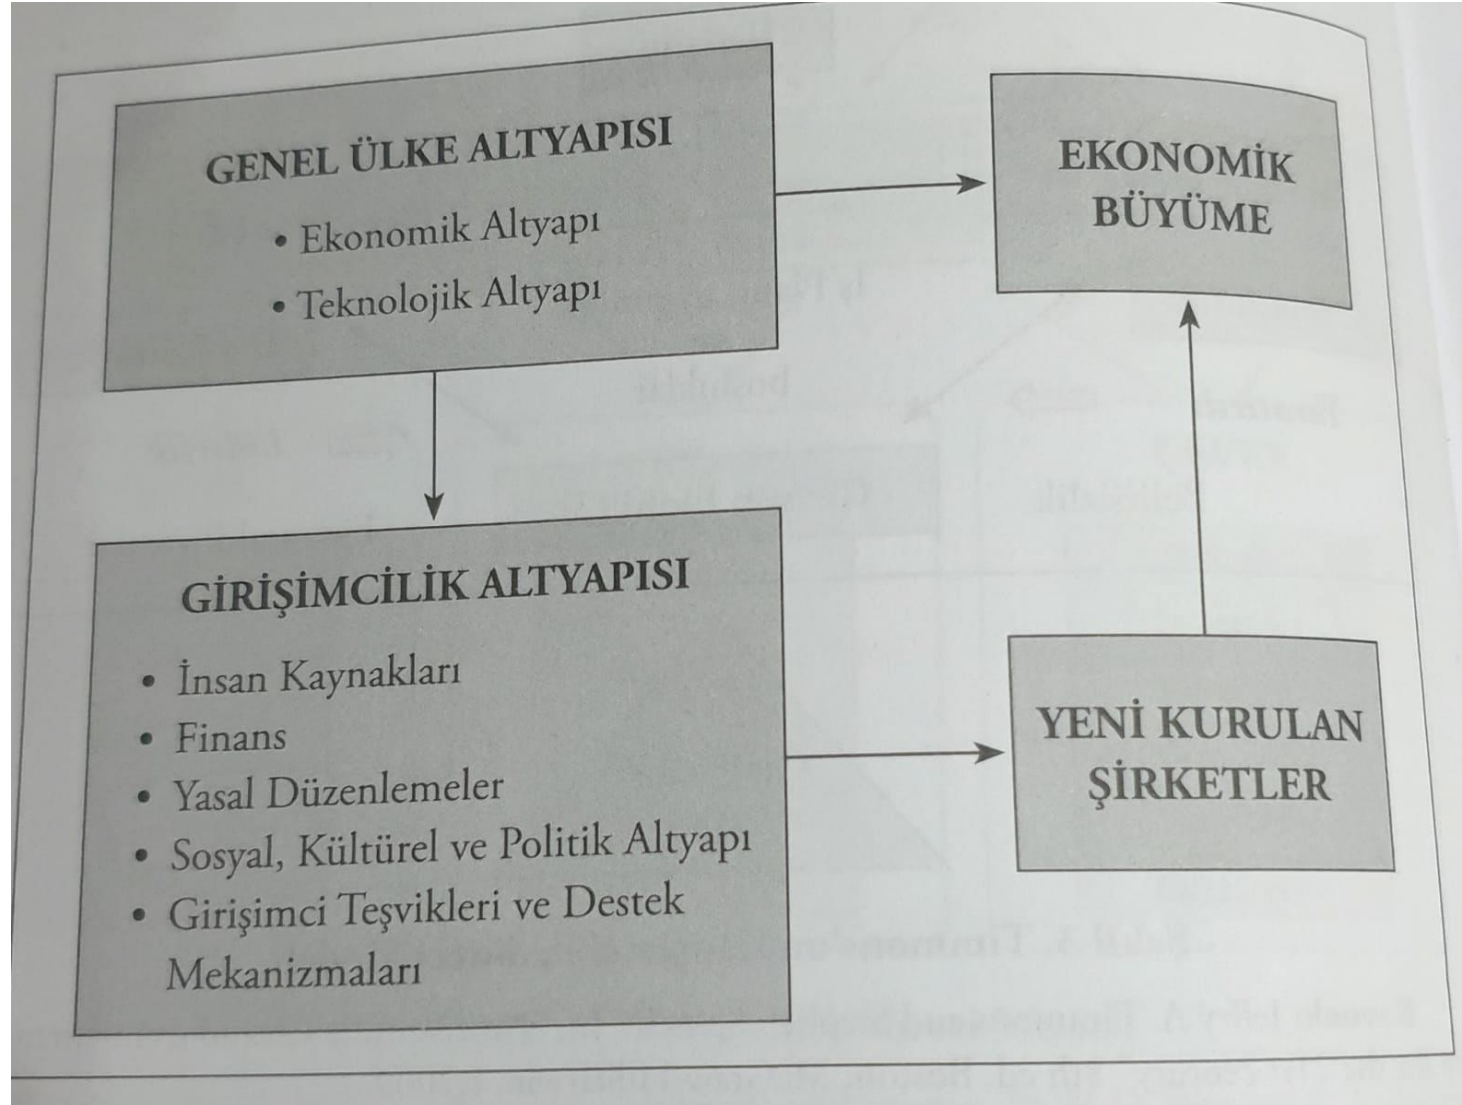 GENEL ÜLKE ALTYAPISI
• Ekonomik Altyapı
• Teknolojik Altyapı
EKONOMİK
BÜYÜME
GİRİŞİMCİLİK ALTYAPISI
• İnsan Kaynakları
• Finans
• Yasal Düzenlemeler
• Sosyal, Kültürel ve Politik Altyapı
• Girişimci Teşvikleri ve Destek
Mekanizmaları
YENİ KURULAN
ŞİRKETLER